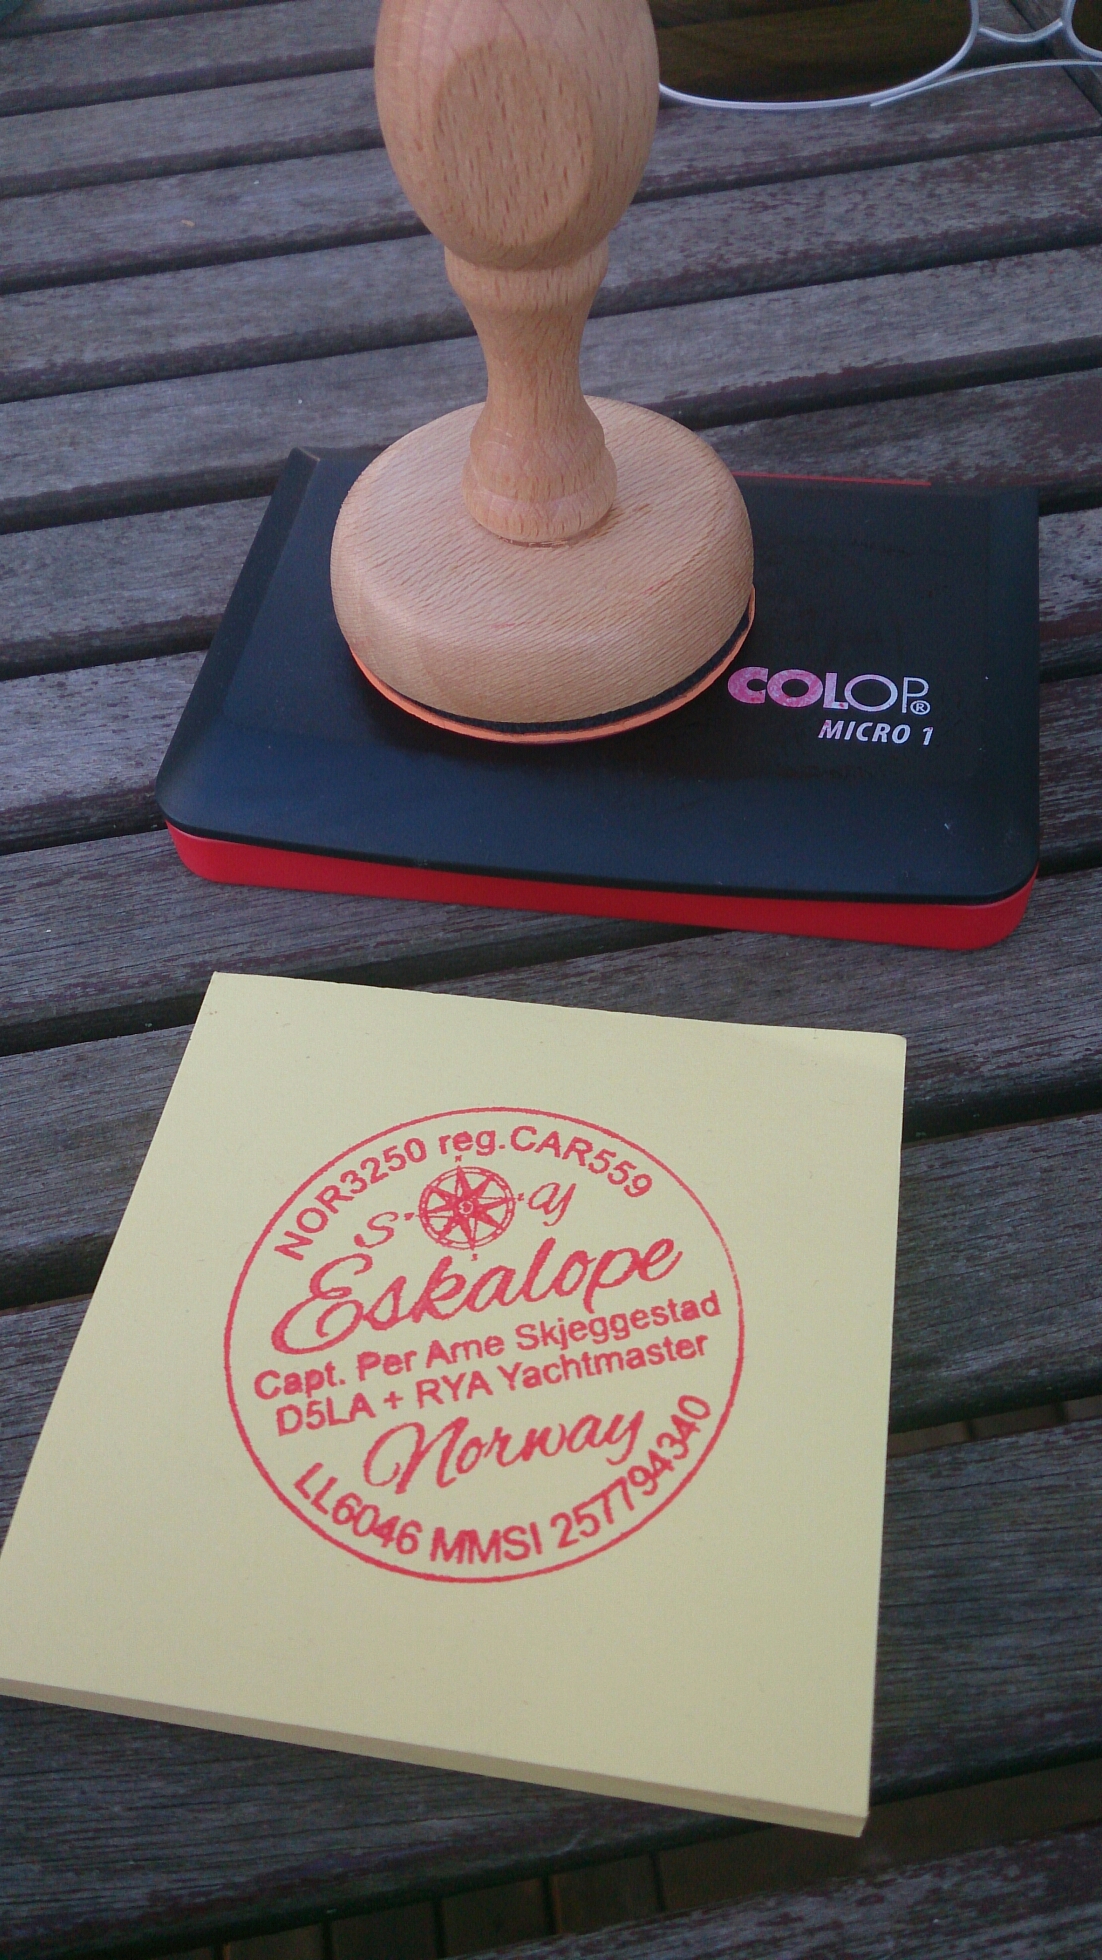 COLOP®
MICRO 1
NOR3250 reg.CAR559
S y
Eskalope
Capt. Per Arne Skjeggestad
D5LA + RYA Yachtmaster
Norway
LL6046 MMSI 257794340